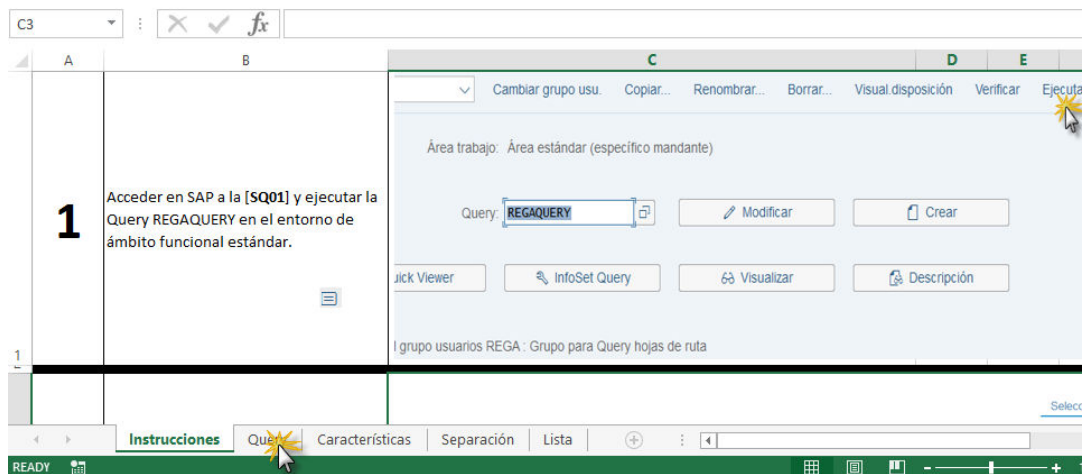 C3
fx
A B C D E
Cambiar grupo usu. Copiar... Renombrar... Borrar... Visual.disposición Verificar Ejecuta
Área trabajo: Área estándar (específico mandante)
1
Acceder en SAP a la [SQ01] y ejecutar la
Query REGAQUERY en el entorno de
ámbito funcional estándar.
Query: REGAQUERY Modificar Crear
uick Viewer InfoSet Query Visualizar Descripción
l grupo usuarios REGA : Grupo para Query hojas de ruta
1
Selecc
Instrucciones Query Características Separación Lista
READY